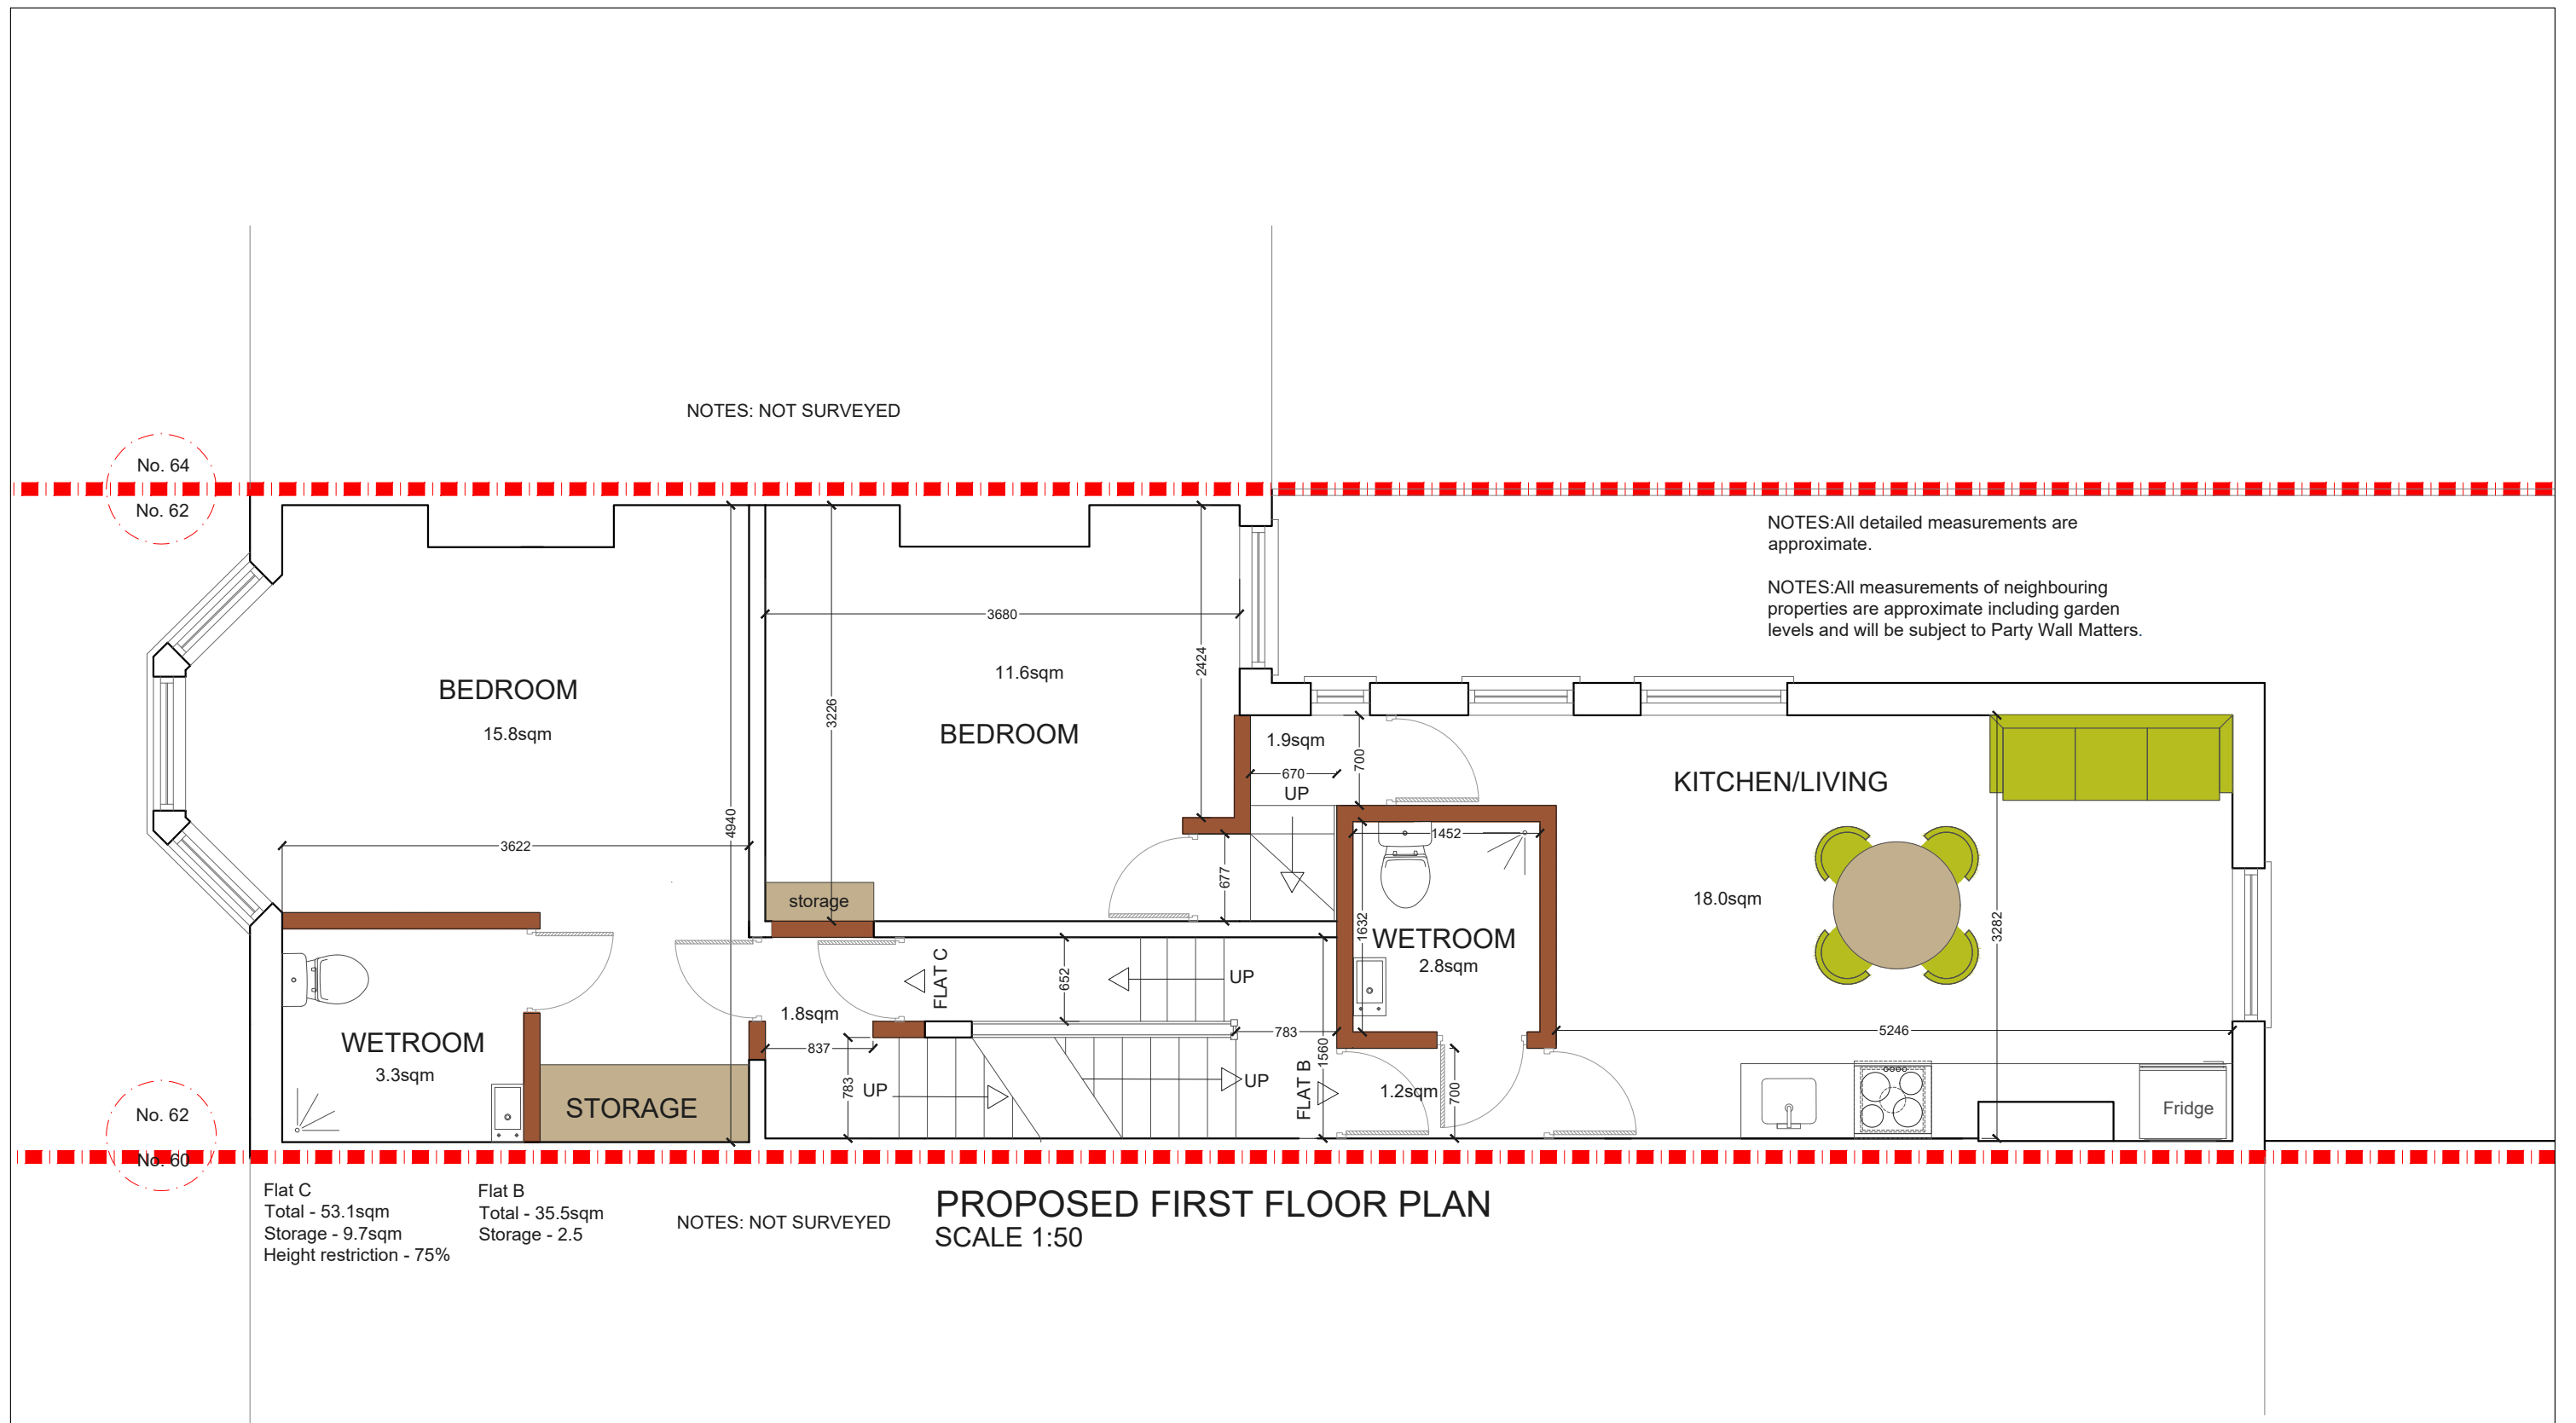 NOTES: NOT SURVEYED
No. 64
No. 62
NOTES:All detailed measurements are
approximate.
NOTES:All measurements of neighbouring
properties are approximate including garden
levels and will be subject to Party Wall Matters.
3680
2424
11.6sqm
BEDROOM
15.8sqm
3226
BEDROOM
1.9sqm
700
670
UP
KITCHEN/LIVING
4940
3622
1452
677
storage
18.0sqm
3282
1632
WETROOM
2.8sqm
FLAT C
652
UP
1.8sqm
837
783
5246
1560
WETROOM
3.3sqm
783
UP
UP
FLAT B
1.2sqm
700
STORAGE
Fridge
No. 62
No. 60
Flat C
Total - 53.1sqm
Storage - 9.7sqm
Height restriction - 75%
Flat B
Total - 35.5sqm
Storage - 2.5
NOTES: NOT SURVEYED
PROPOSED FIRST FLOOR PLAN
SCALE 1:50